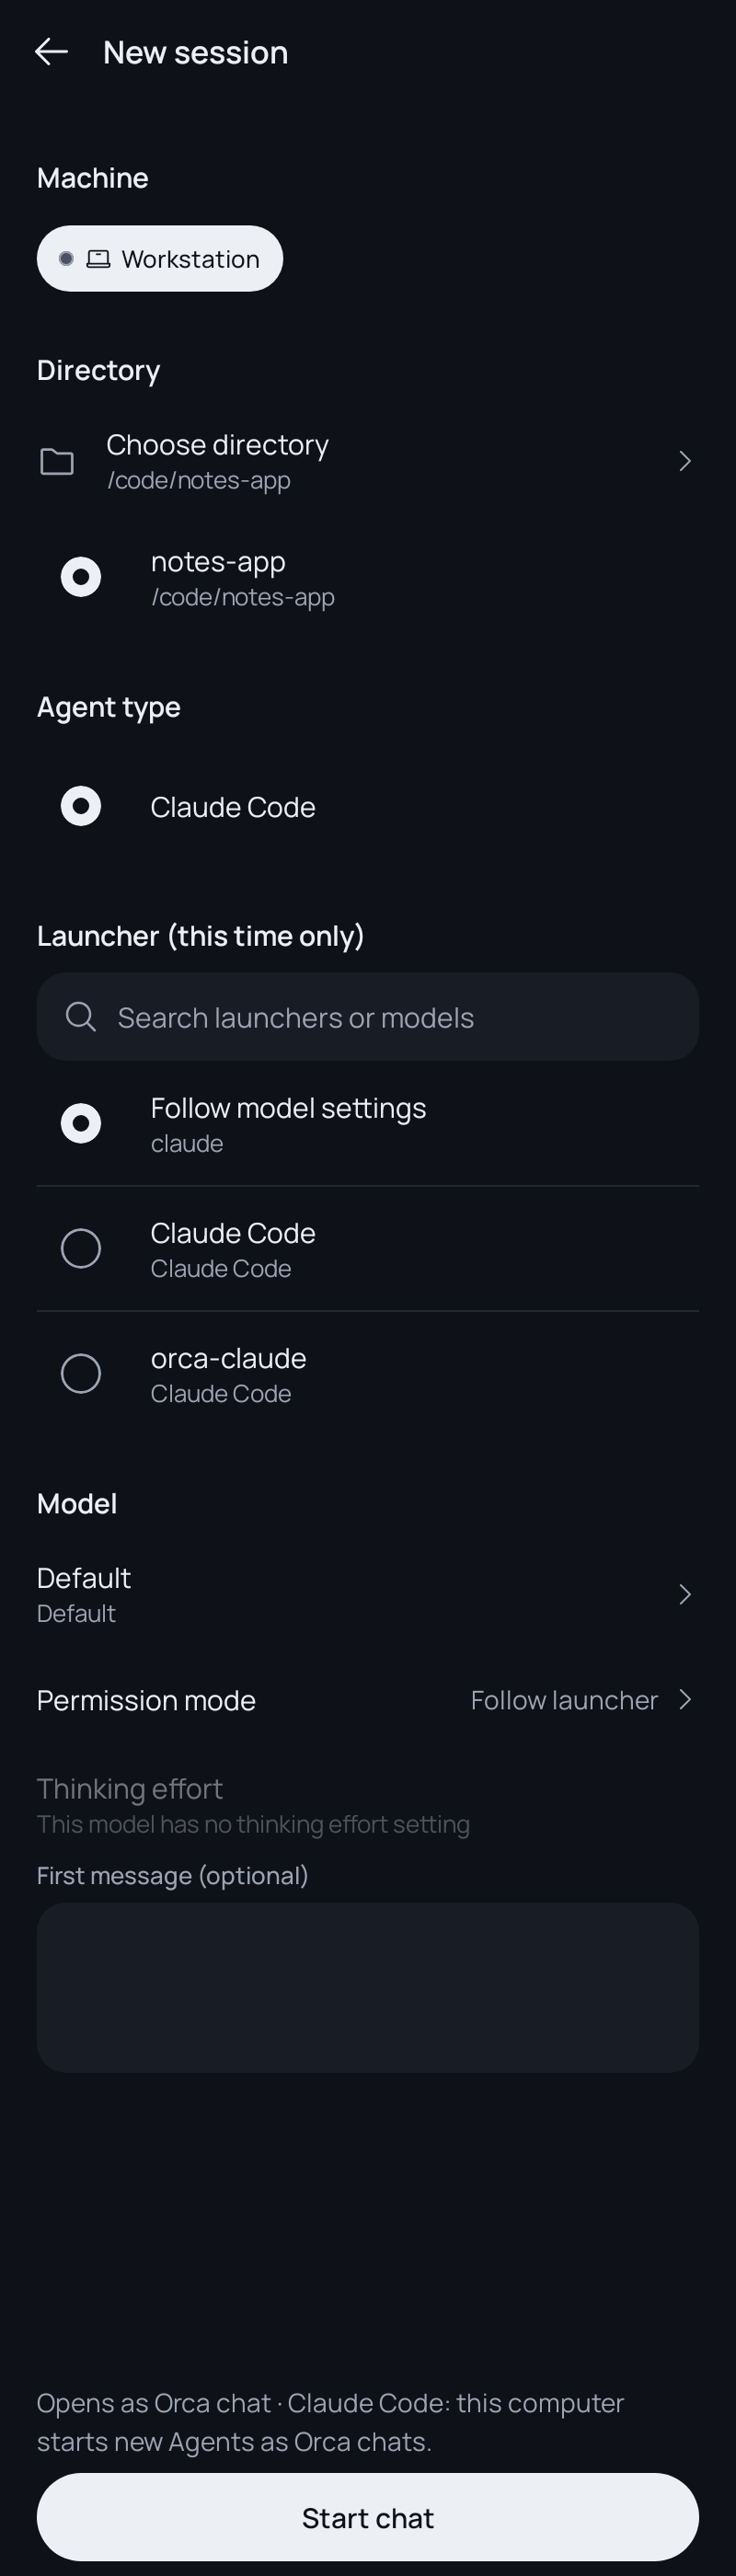 New session
Machine
Workstation
Directory
Choose directory
/code/notes-app
notes-app
/code/notes-app
Agent type
Claude Code
Launcher (this time only)
Search launchers or models
Follow model settings
claude
Claude Code
Claude Code
orca-claude
Claude Code
Model
Default
Default
Permission mode Follow launcher
Thinking effort
This model has no thinking effort setting
First message (optional)
Opens as Orca chat · Claude Code: this computer
starts new Agents as Orca chats.
Start chat